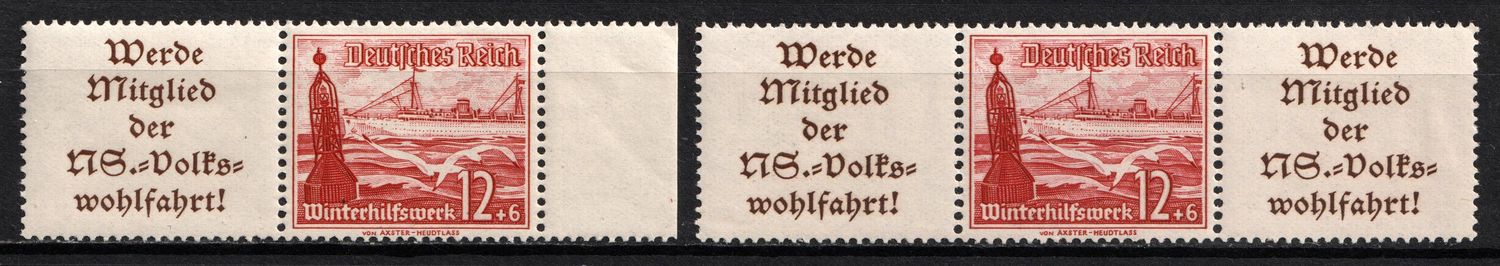 Werde
Mitglied
der
NS.=Volks=
wohlfahrt!
Deutsches Reich
Winterhilfswerk 12+6
VON AXSTER-HEUDTLASS
Werde
Mitglied
der
NS.=Volks=
wohlfahrt!
Deutsches Reich
Winterhilfswerk 12+6
VON AXSTER-HEUDTLASS
Werde
Mitglied
der
NS.=Volks=
wohlfahrt!